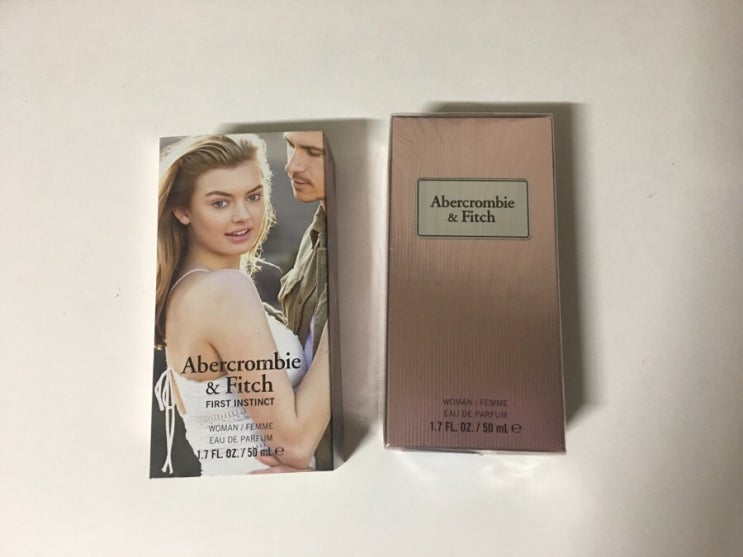 Abercrombie
& Fitch
FIRST INSTINCT
WOMAN / FEMME
EAU DE PARFUM
1.7 FL. OZ. / 50 mL ℮
Abercrombie
& Fitch
WOMAN / FEMME
EAU DE PARFUM
1.7 FL. OZ. / 50 mL ℮